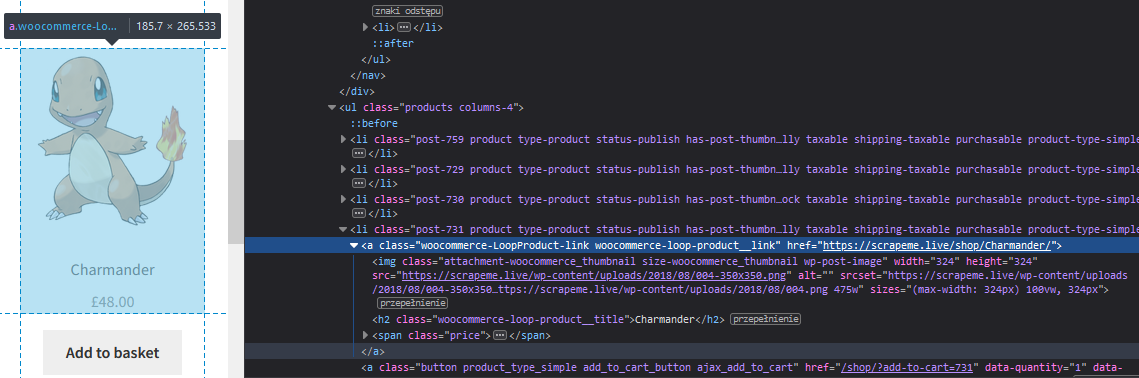 a.woocommerce-Lo... 185.7 × 265.533
Charmander
£48.00
Add to basket
znaki odstępu
<li> ⋯ </li>
::after
</ul>
</nav>
</div>
<ul class="products columns-4">
::before
<li class="post-759 product type-product status-publish has-post-thumbn…lly taxable shipping-taxable purchasable product-type-simple
⋯ </li>
<li class="post-729 product type-product status-publish has-post-thumbn…lly taxable shipping-taxable purchasable product-type-simple
⋯ </li>
<li class="post-730 product type-product status-publish has-post-thumbn…ock taxable shipping-taxable purchasable product-type-simple
⋯ </li>
<li class="post-731 product type-product status-publish has-post-thumbn…lly taxable shipping-taxable purchasable product-type-simple
<a class="woocommerce-LoopProduct-link woocommerce-loop-product__link" href="https://scrapeme.live/shop/Charmander/">
<img class="attachment-woocommerce_thumbnail size-woocommerce_thumbnail wp-post-image" width="324" height="324"
src="https://scrapeme.live/wp-content/uploads/2018/08/004-350x350.png" alt="" srcset="https://scrapeme.live/wp-content/uploads
/2018/08/004-350x350…ttps://scrapeme.live/wp-content/uploads/2018/08/004.png 475w" sizes="(max-width: 324px) 100vw, 324px">
przepełnienie
<h2 class="woocommerce-loop-product__title">Charmander</h2> przepełnienie
<span class="price"> ⋯ </span>
</a>
<a class="button product_type_simple add_to_cart_button ajax_add_to_cart" href="/shop/?add-to-cart=731" data-quantity="1" data-